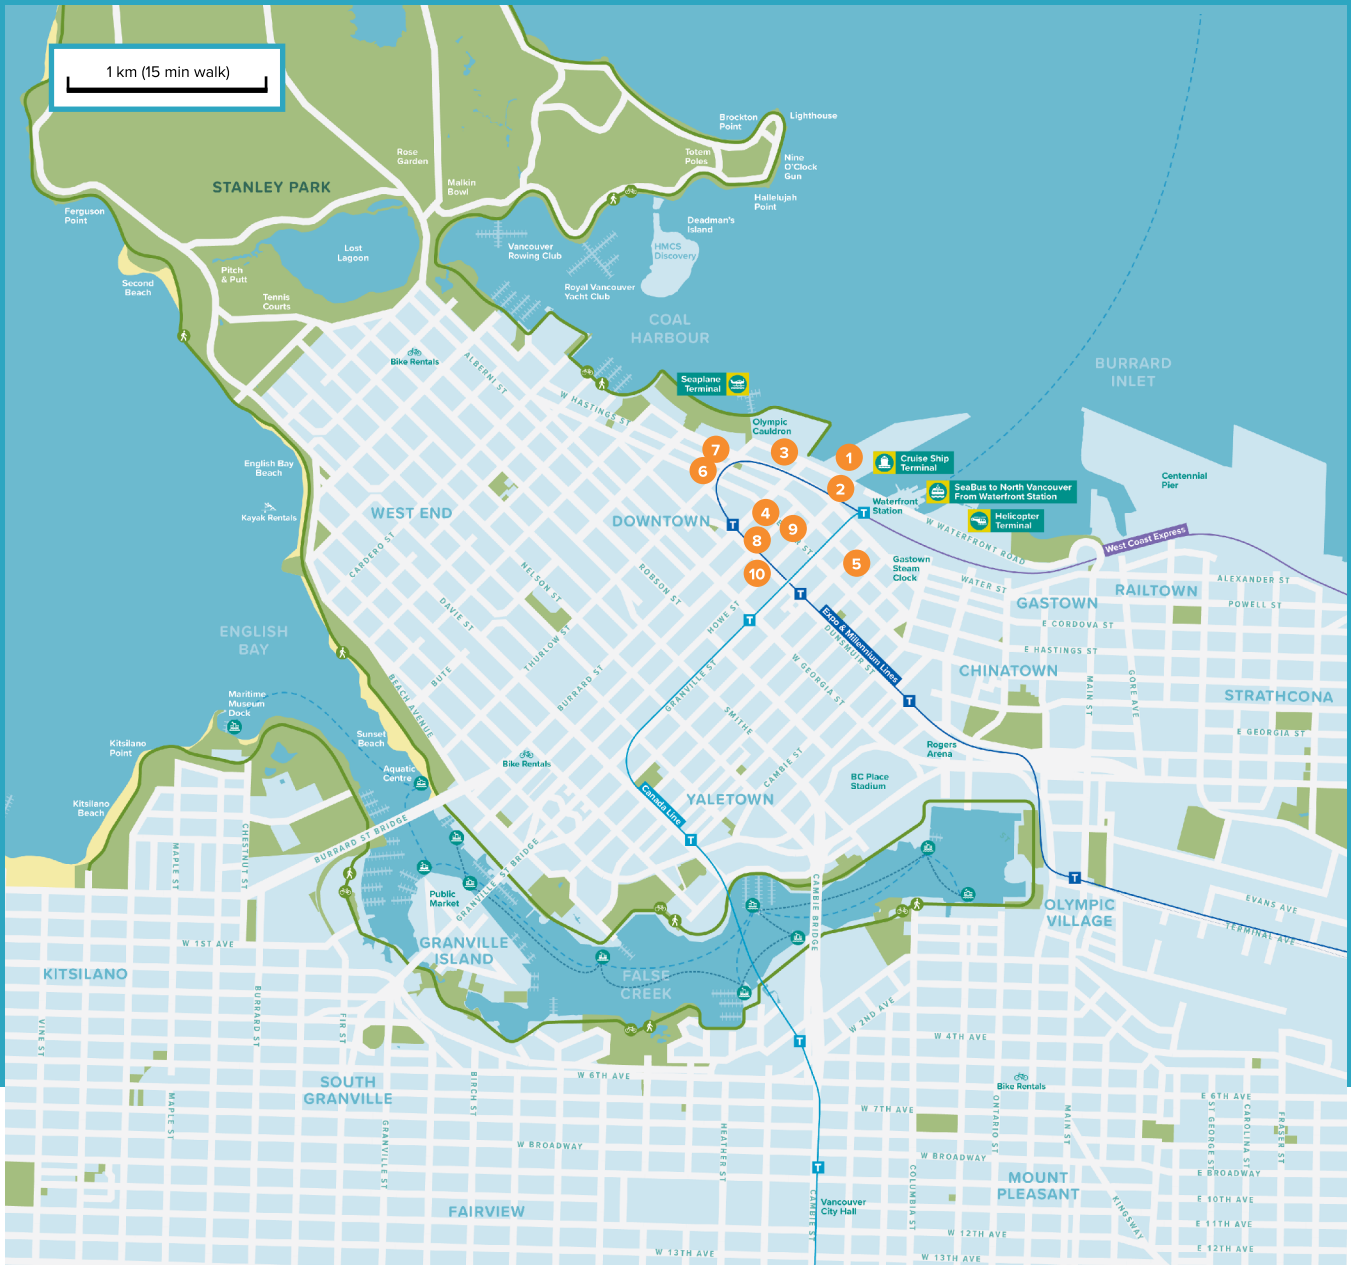 1 km (15 min walk)
Brockton
Point
Lighthouse
Rose
Garden
Totem
Poles
Nine
O'Clock
Gun
STANLEY PARK
Malkin
Bowl
Hallelujah
Point
Ferguson
Point
Deadman's
Island
Lost
Lagoon
Vancouver
Rowing Club
HMCS
Discovery
Pitch
& Putt
Second
Beach
Royal Vancouver
Yacht Club
Tennis
Courts
COAL
HARBOUR
Bike Rentals
ALBERNI ST
BURRARD
INLET
Seaplane
Terminal
W HASTINGS ST
Olympic
Cauldron
7
3
1
6
Cruise Ship
Terminal
English Bay
Beach
2
SeaBus to North Vancouver
From Waterfront Station
Centennial
Pier
Kayak Rentals
WEST END
DOWNTOWN
4
9
Waterfront
Station
T
Helicopter
Terminal
T
8
W WATERFRONT ROAD
West Coast Express
CARDERO ST
5
Gastown
Steam
Clock
10
NELSON ST
ROBSON ST
WATER ST
ALEXANDER ST
RAILTOWN
T
GASTOWN
POWELL ST
DAVIE ST
HOWE ST
T
E CORDOVA ST
ENGLISH
BAY
THURLOW ST
Expo & Millennium Lines
DUNSMUIR ST
E HASTINGS ST
BUTE
W GEORGIA ST
CHINATOWN
BURRARD ST
GRANVILLE ST
MAIN ST
GORE AVE
STRATHCONA
Maritime
Museum
Dock
BEACH AVENUE
T
SMITHE
E GEORGIA ST
Kitsilano
Point
Sunset
Beach
Rogers
Arena
Bike Rentals
CAMBIE ST
Aquatic
Centre
BC Place
Stadium
Kitsilano
Beach
YALETOWN
Canada Line
BURRARD ST BRIDGE
T
MAPLE ST
CHESTNUT ST
GRANVILLE ST BRIDGE
Public
Market
CAMBIE BRIDGE
T
OLYMPIC
VILLAGE
EVANS AVE
TERMINAL AVE
W 1ST AVE
GRANVILLE
ISLAND
KITSILANO
FALSE
CREEK
VINE ST
BURRARD ST
FIR ST
W 2ND AVE
T
W 4TH AVE
SOUTH
GRANVILLE
BIRCH ST
W 6TH AVE
Bike Rentals
E 6TH AVE
MAPLE ST
GRANVILLE ST
HEATHER ST
W 7TH AVE
ONTARIO ST
MAIN ST
ST GEORGE ST
CAROLINA ST
FRASER ST
W BROADWAY
W BROADWAY
T
E BROADWAY
MOUNT
PLEASANT
COLUMBIA ST
KINGSWAY
E 10TH AVE
CAMBIE ST
Vancouver
City Hall
FAIRVIEW
E 11TH AVE
W 12TH AVE
E 12TH AVE
W 13TH AVE
W 13TH AVE